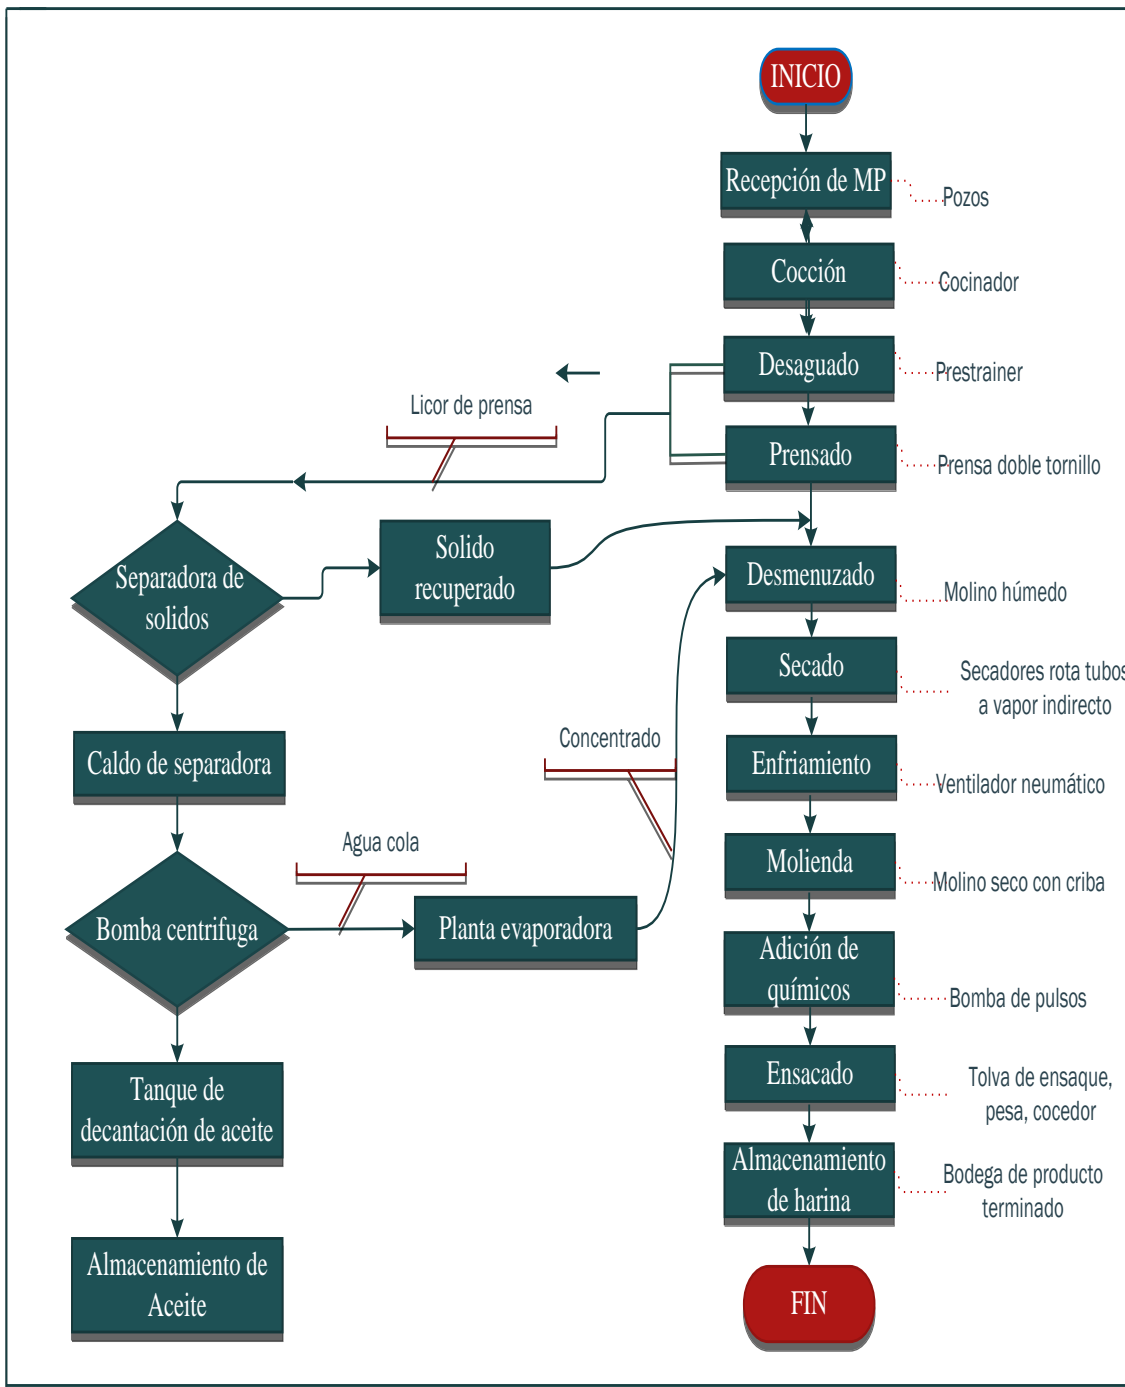 INICIO
Recepción de MP
Pozos
Cocción
Cocinador
Desaguado
Prestrainer
Licor de prensa
Prensado
Prensa doble tornillo
Separadora de
solidos
Solido
recuperado
Desmenuzado
Molino húmedo
Secado
Secadores rota tubos
a vapor indirecto
Caldo de separadora
Concentrado
Enfriamiento
Ventilador neumático
Agua cola
Molienda
Molino seco con criba
Bomba centrifuga
Planta evaporadora
Adición de
químicos
Bomba de pulsos
Ensacado
Tolva de ensaque,
pesa, cocedor
Tanque de
decantación de aceite
Almacenamiento
de harina
Bodega de producto
terminado
Almacenamiento de
Aceite
FIN